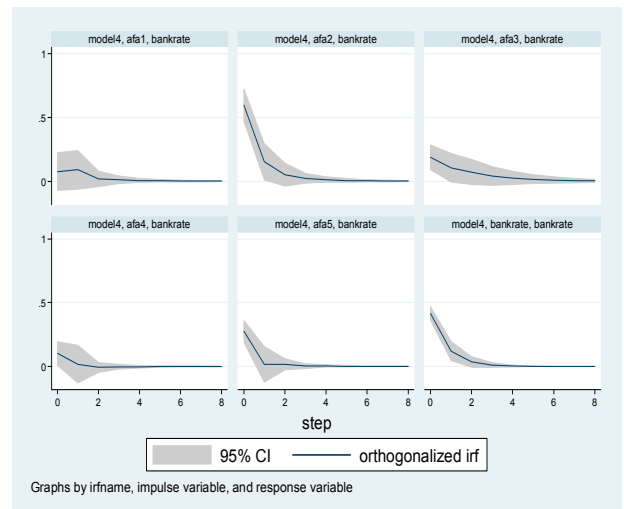 model4, afa1, bankrate
model4, afa2, bankrate
model4, afa3, bankrate
1
.5
0
model4, afa4, bankrate
model4, afa5, bankrate
model4, bankrate, bankrate
1
.5
0
0 2 4 6 8
0 2 4 6 8
0 2 4 6 8
step
95% CI
orthogonalized irf
Graphs by irfname, impulse variable, and response variable